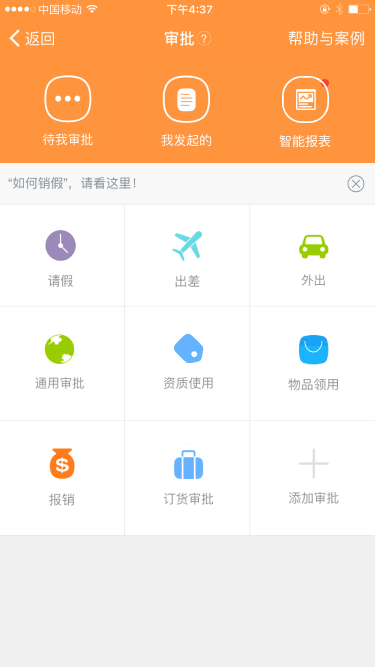 中国移动 下午4:37
返回 审批? 帮助与案例
待我审批 我发起的 智能报表
“如何销假”，请看这里！
请假 出差 外出
通用审批 资质使用 物品领用
$
报销 订货审批 添加审批